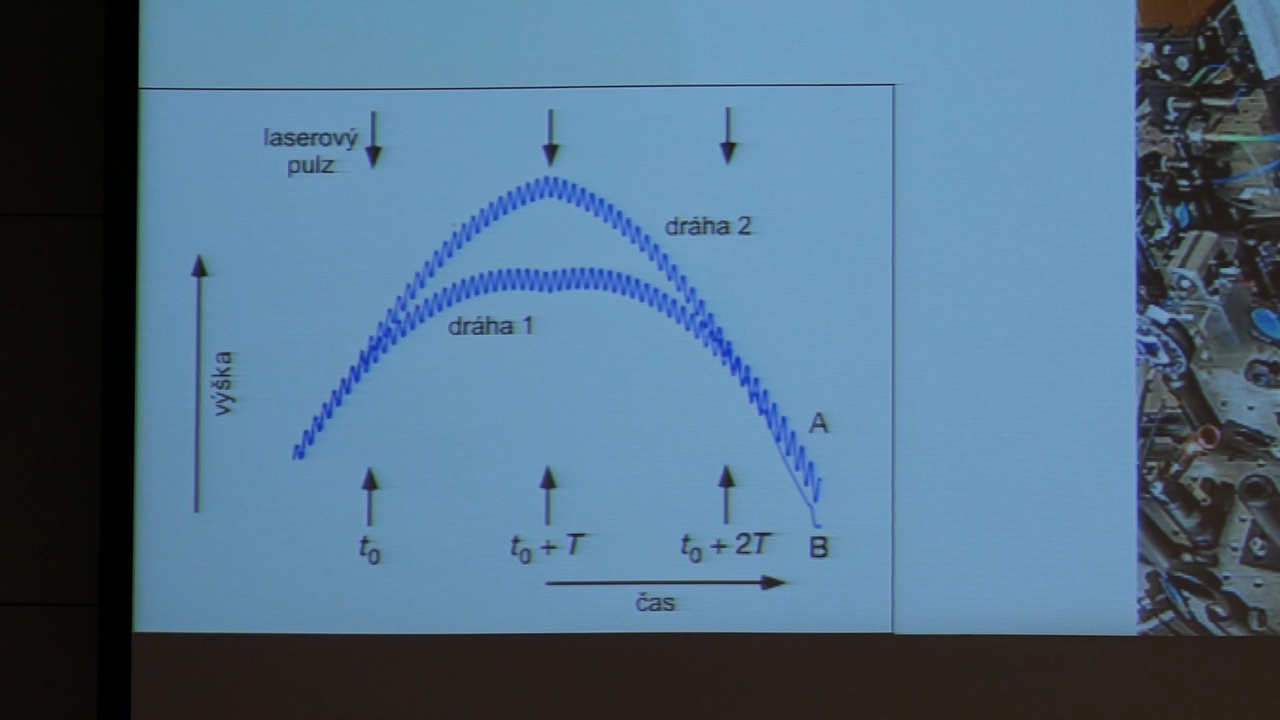 laserový
pulz
dráha 2
dráha 1
výška
A
t₀
t₀ + T
t₀ + 2T
B
čas